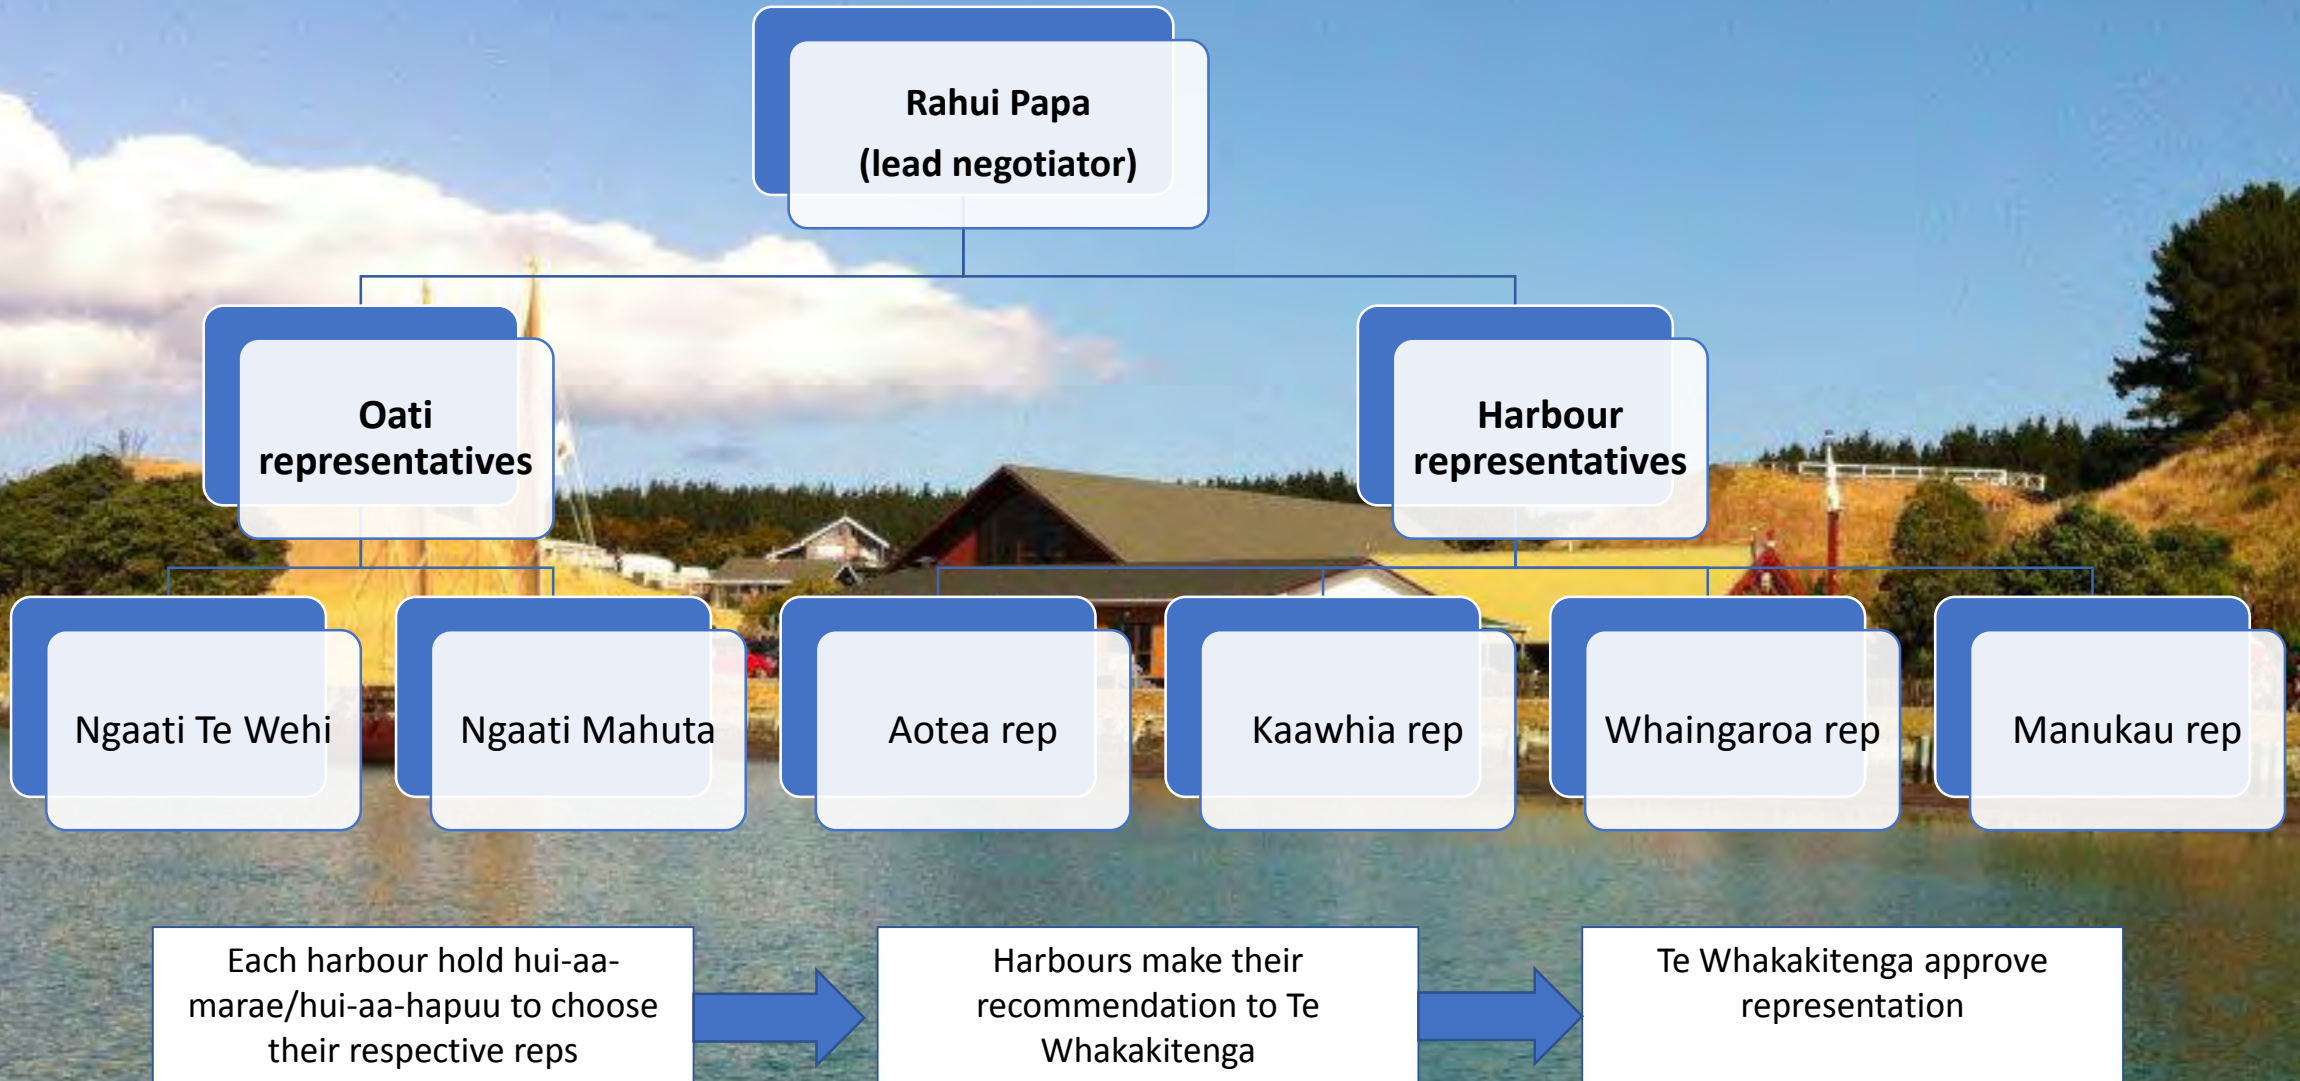 Rahui Papa
(lead negotiator)
Oati
representatives
Harbour
representatives
Ngaati Te Wehi
Ngaati Mahuta
Aotea rep
Kaawhia rep
Whaingaroa rep
Manukau rep
Each harbour hold hui-aa-
marae/hui-aa-hapuu to choose
their respective reps
Harbours make their
recommendation to Te
Whakakitenga
Te Whakakitenga approve
representation